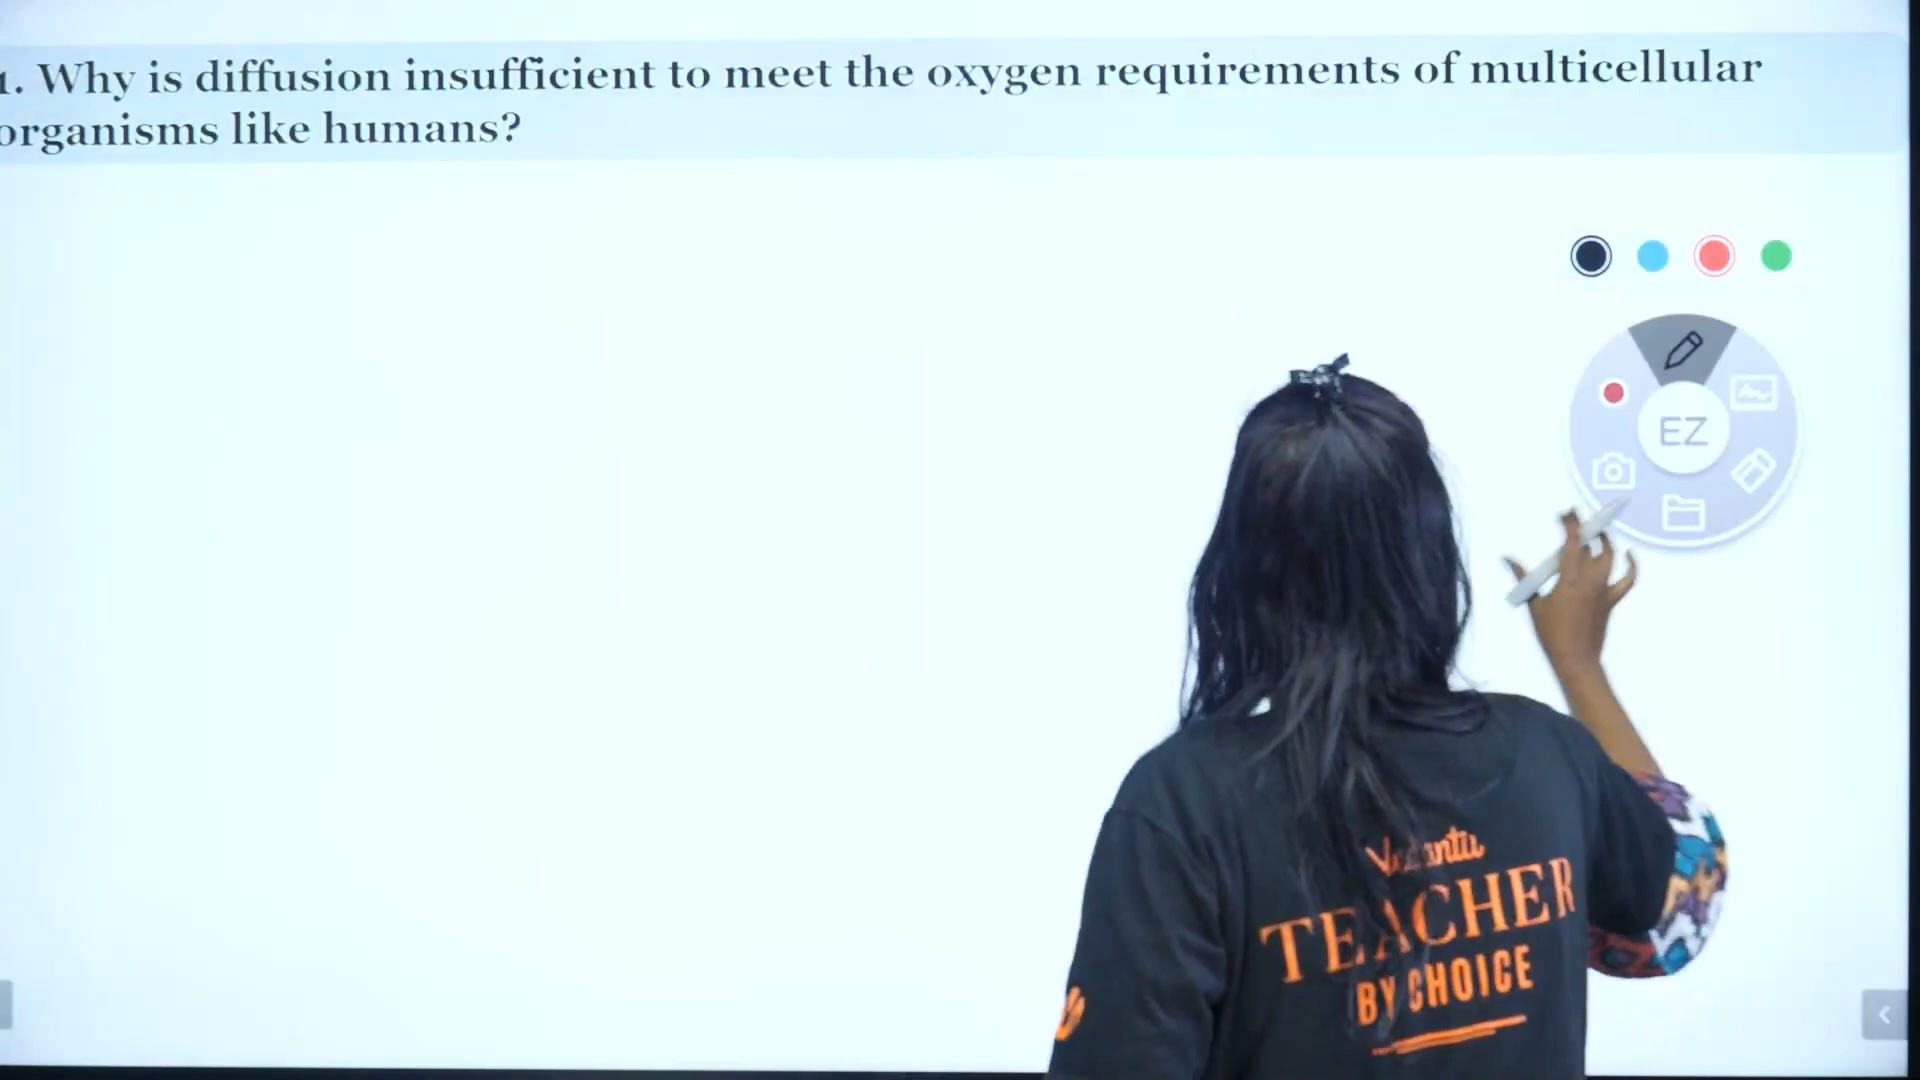 1. Why is diffusion insufficient to meet the oxygen requirements of multicellular
organisms like humans?
EZ
Vedantu
TEACHER
BY CHOICE